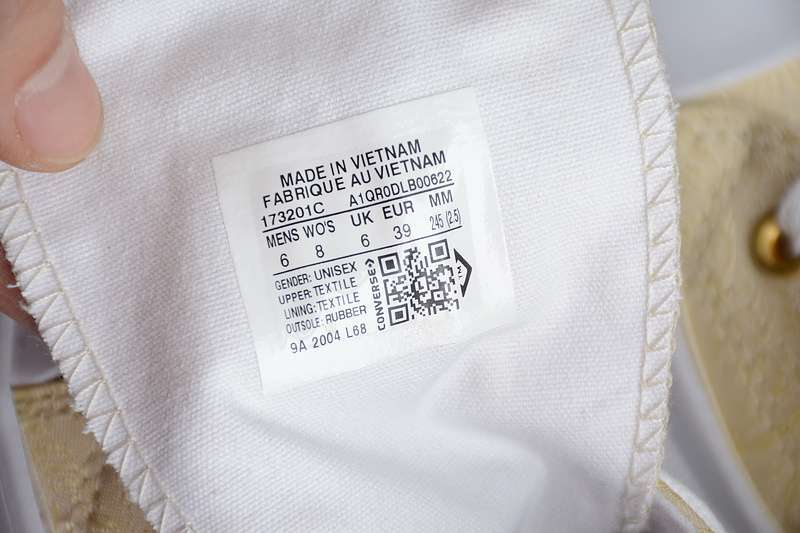 MADE IN VIETNAM
FABRIQUE AU VIETNAM
173201C A1QR0DLB00622
MENS WO'S UK EUR MM
6 8 6 39 245 (2.5)
GENDER: UNISEX
UPPER: TEXTILE
LINING: TEXTILE
OUTSOLE: RUBBER
9A 2004 L68
CONVERSE
TM